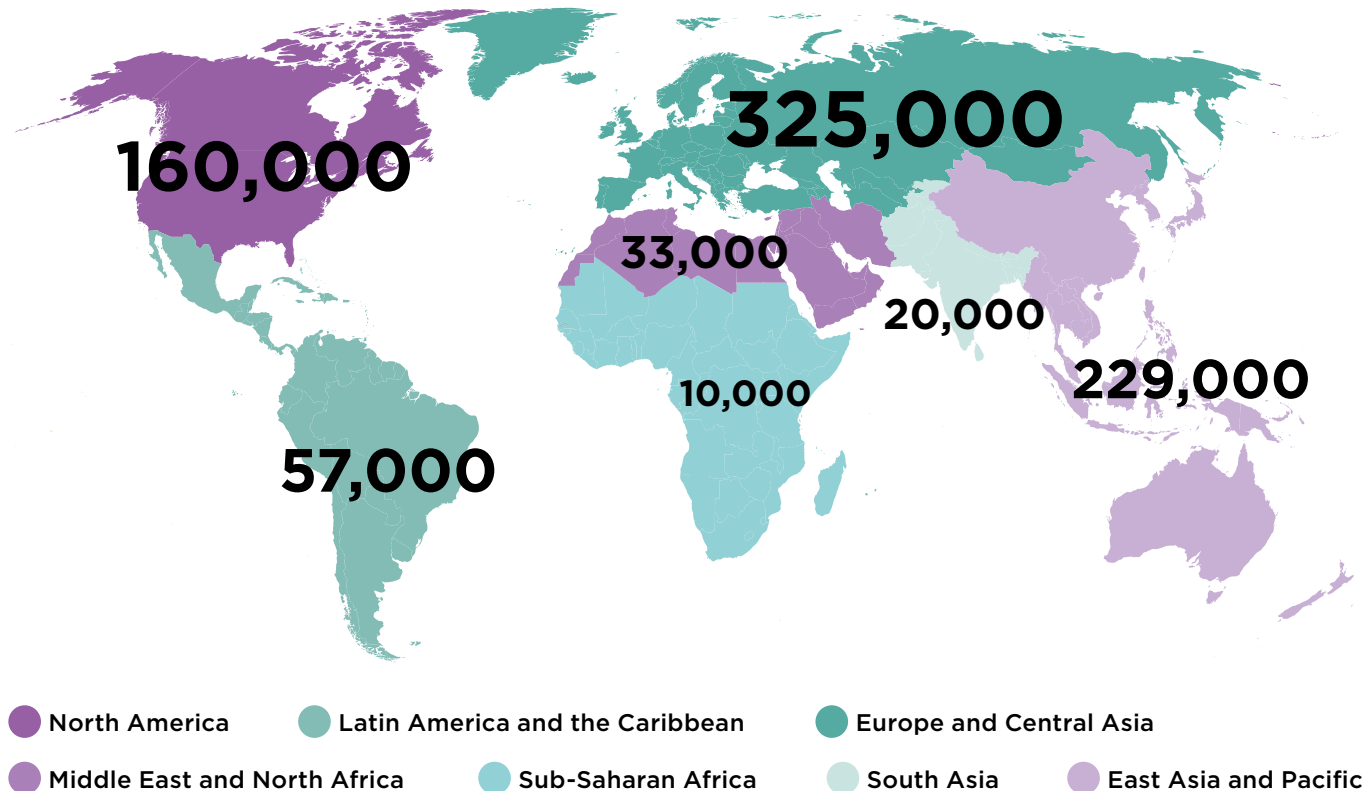 325,000
160,000
33,000
20,000
229,000
10,000
57,000
North America
Latin America and the Caribbean
Europe and Central Asia
Middle East and North Africa
Sub-Saharan Africa
South Asia
East Asia and Pacific